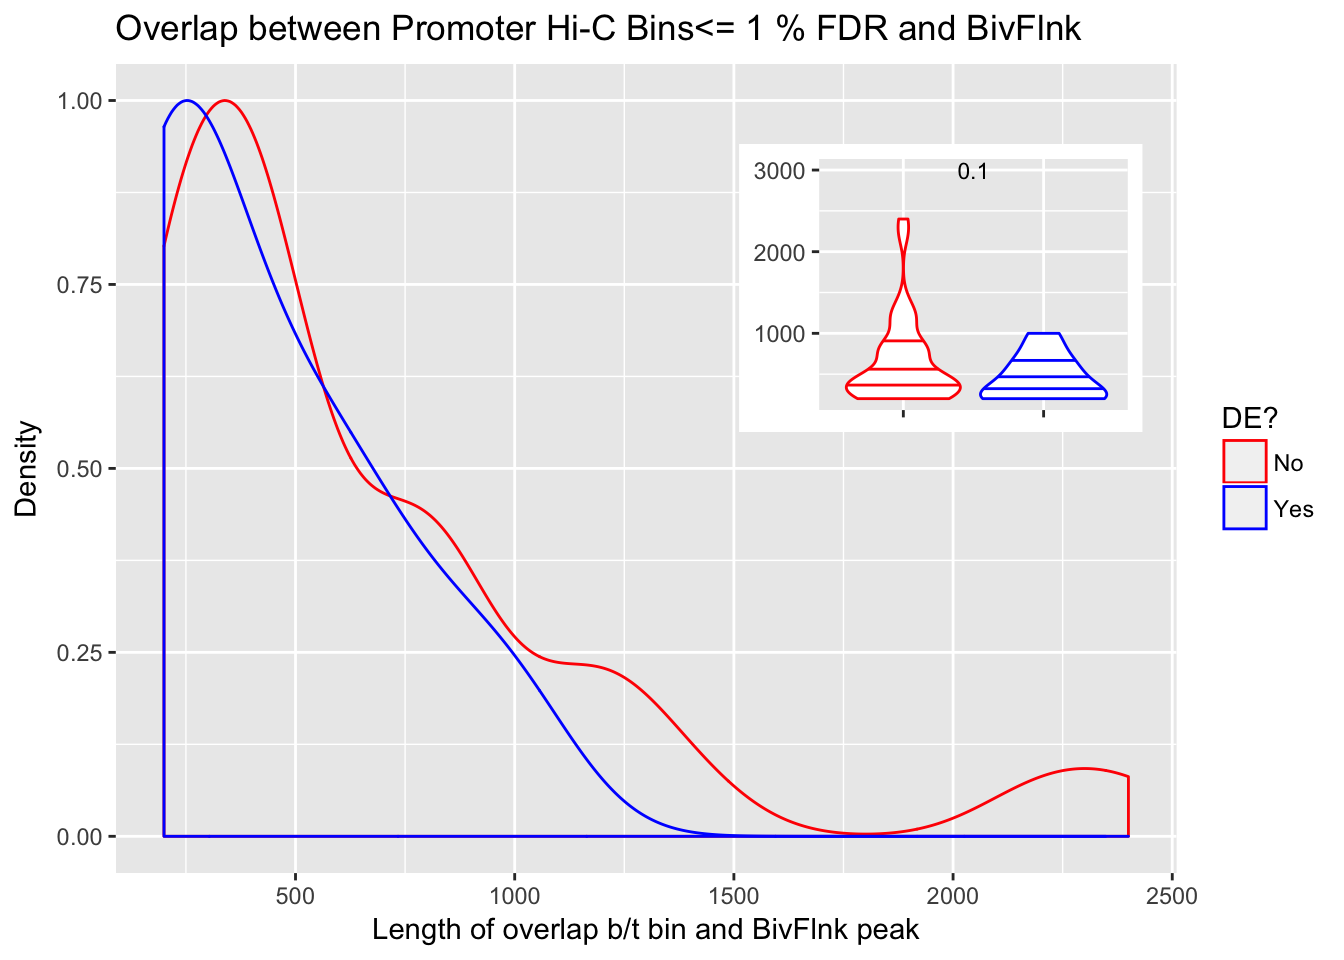 Overlap between Promoter Hi-C Bins<= 1 % FDR and BivFlnk
1.00
0.75
0.50
0.25
0.00
Density
500
1000
1500
2000
2500
Length of overlap b/t bin and BivFlnk peak
3000
2000
1000
0.1
DE?
No
Yes